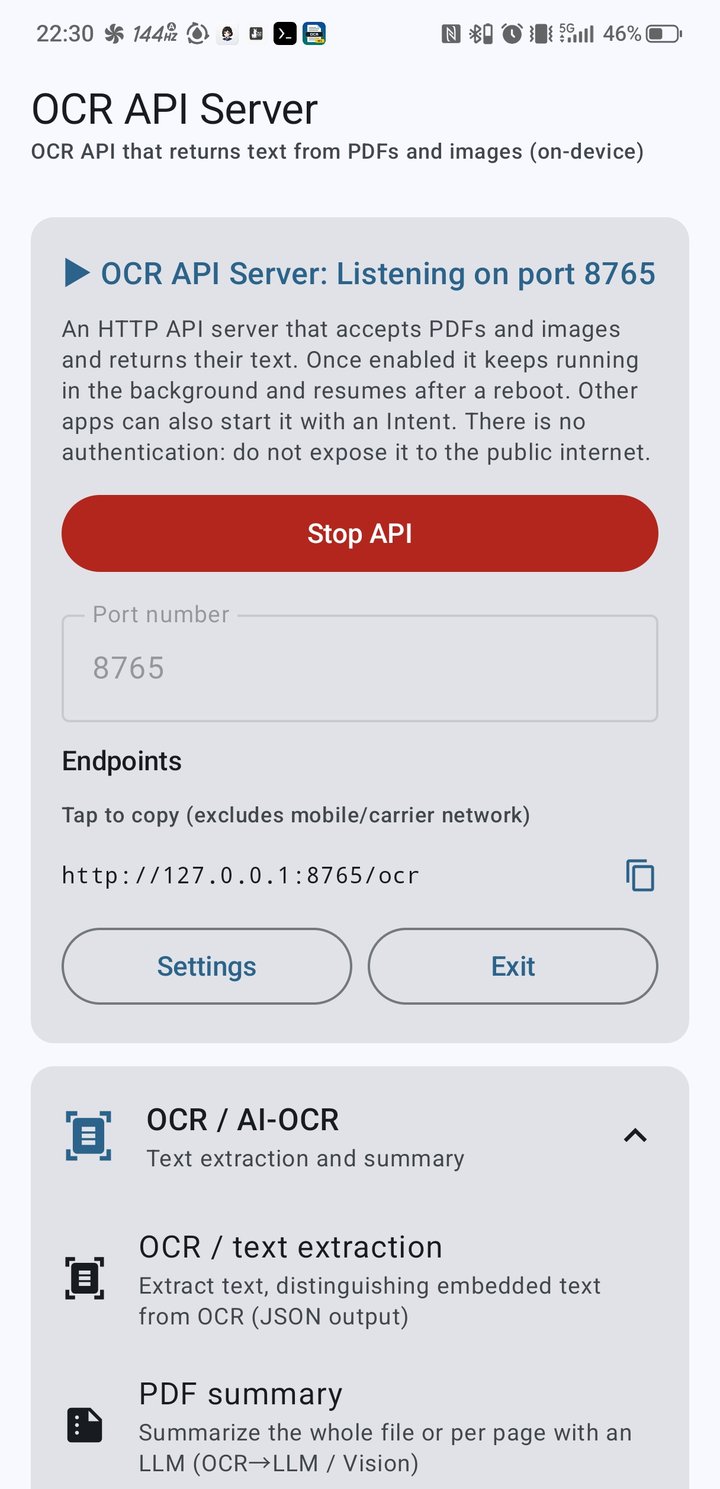 22:30 144 HZ 5G 46%
OCR API Server
OCR API that returns text from PDFs and images (on-device)
OCR API Server: Listening on port 8765
An HTTP API server that accepts PDFs and images
and returns their text. Once enabled it keeps running
in the background and resumes after a reboot. Other
apps can also start it with an Intent. There is no
authentication: do not expose it to the public internet.
Stop API
Port number
8765
Endpoints
Tap to copy (excludes mobile/carrier network)
http://127.0.0.1:8765/ocr
Settings Exit
OCR / AI-OCR
Text extraction and summary
OCR / text extraction
Extract text, distinguishing embedded text
from OCR (JSON output)
PDF summary
Summarize the whole file or per page with an
LLM (OCR→LLM / Vision)